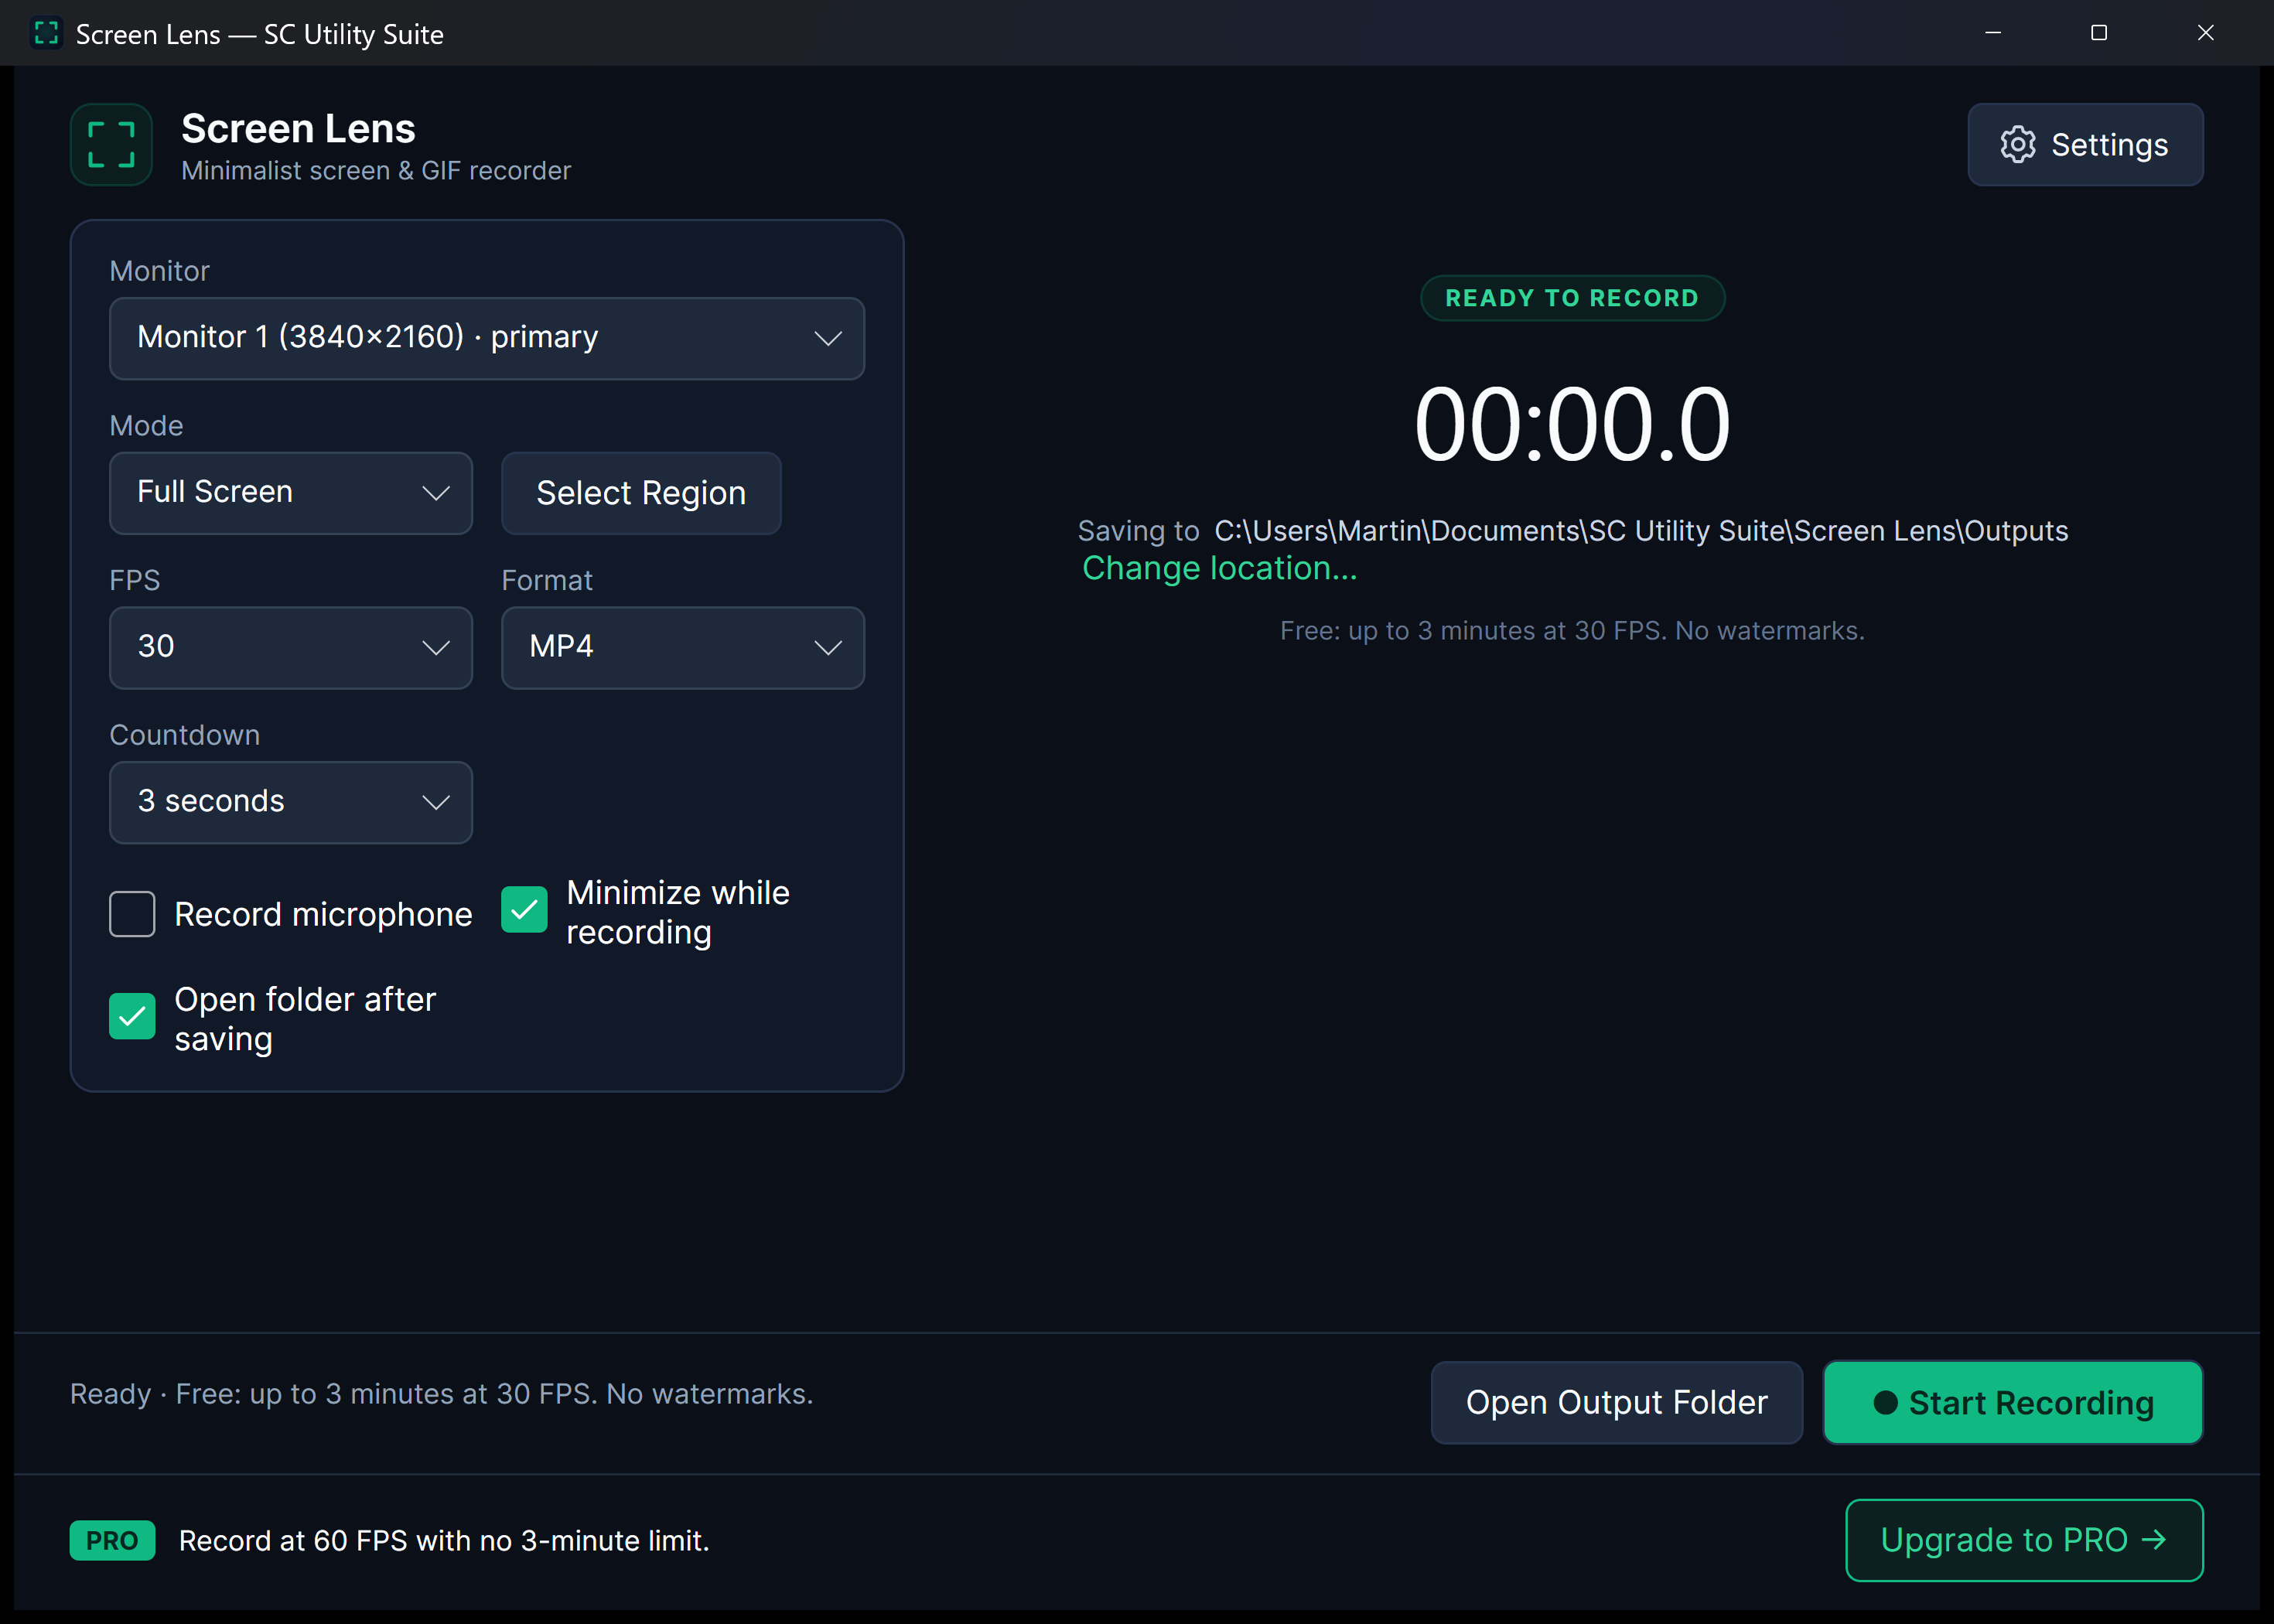 Screen Lens — SC Utility Suite
Screen Lens
Minimalist screen & GIF recorder
Settings
Monitor
Monitor 1 (3840×2160) · primary
Mode
Full Screen
Select Region
FPS
Format
30
MP4
Countdown
3 seconds
Record microphone
Minimize while
recording
Open folder after
saving
READY TO RECORD
00:00.0
Saving to C:\Users\Martin\Documents\SC Utility Suite\Screen Lens\Outputs
Change location...
Free: up to 3 minutes at 30 FPS. No watermarks.
Ready · Free: up to 3 minutes at 30 FPS. No watermarks.
Open Output Folder
● Start Recording
PRO
Record at 60 FPS with no 3-minute limit.
Upgrade to PRO →